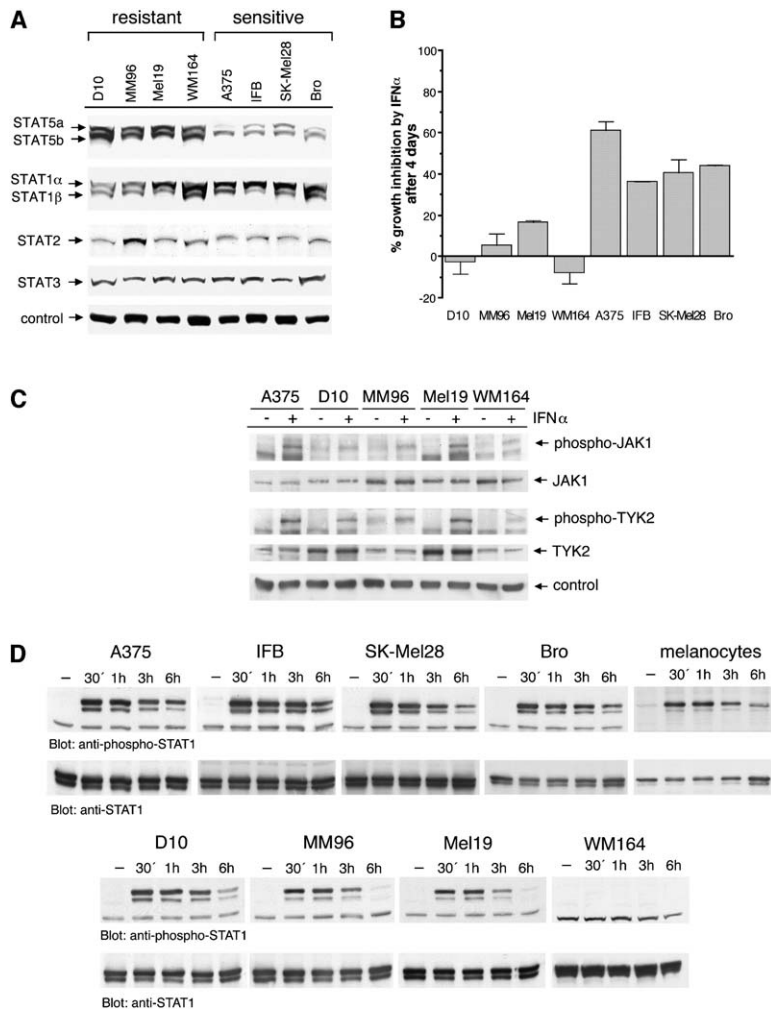 A
resistant sensitive
D10 MM96 Mel19 WM164 A375 IFB SK-Mel28 Bro
STAT5a
STAT5b
STAT1α
STAT1β
STAT2
STAT3
control
B
% growth inhibition by IFNα
after 4 days
100
80
60
40
20
0
-20
D10 MM96 Mel19 WM164 A375 IFB SK-Mel28 Bro
C
A375 D10 MM96 Mel19 WM164
- + - + - + - + - + IFNα
phospho-JAK1
JAK1
phospho-TYK2
TYK2
control
D
A375 IFB SK-Mel28 Bro melanocytes
– 30´ 1h 3h 6h – 30´ 1h 3h 6h – 30´ 1h 3h 6h – 30´ 1h 3h 6h – 30´ 1h 3h 6h
Blot: anti-phospho-STAT1
Blot: anti-STAT1
D10 MM96 Mel19 WM164
– 30´ 1h 3h 6h – 30´ 1h 3h 6h – 30´ 1h 3h 6h – 30´ 1h 3h 6h
Blot: anti-phospho-STAT1
Blot: anti-STAT1